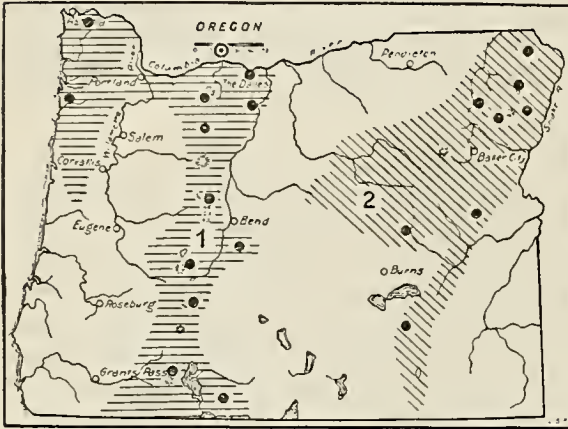 OREGON
Columbia
River
Pendleton
Portland
The Dalles
Snake R
Salem
Willamette
Corvallis
Baker City
Eugene
1
Bend
2
Burns
Roseburg
Grants Pass